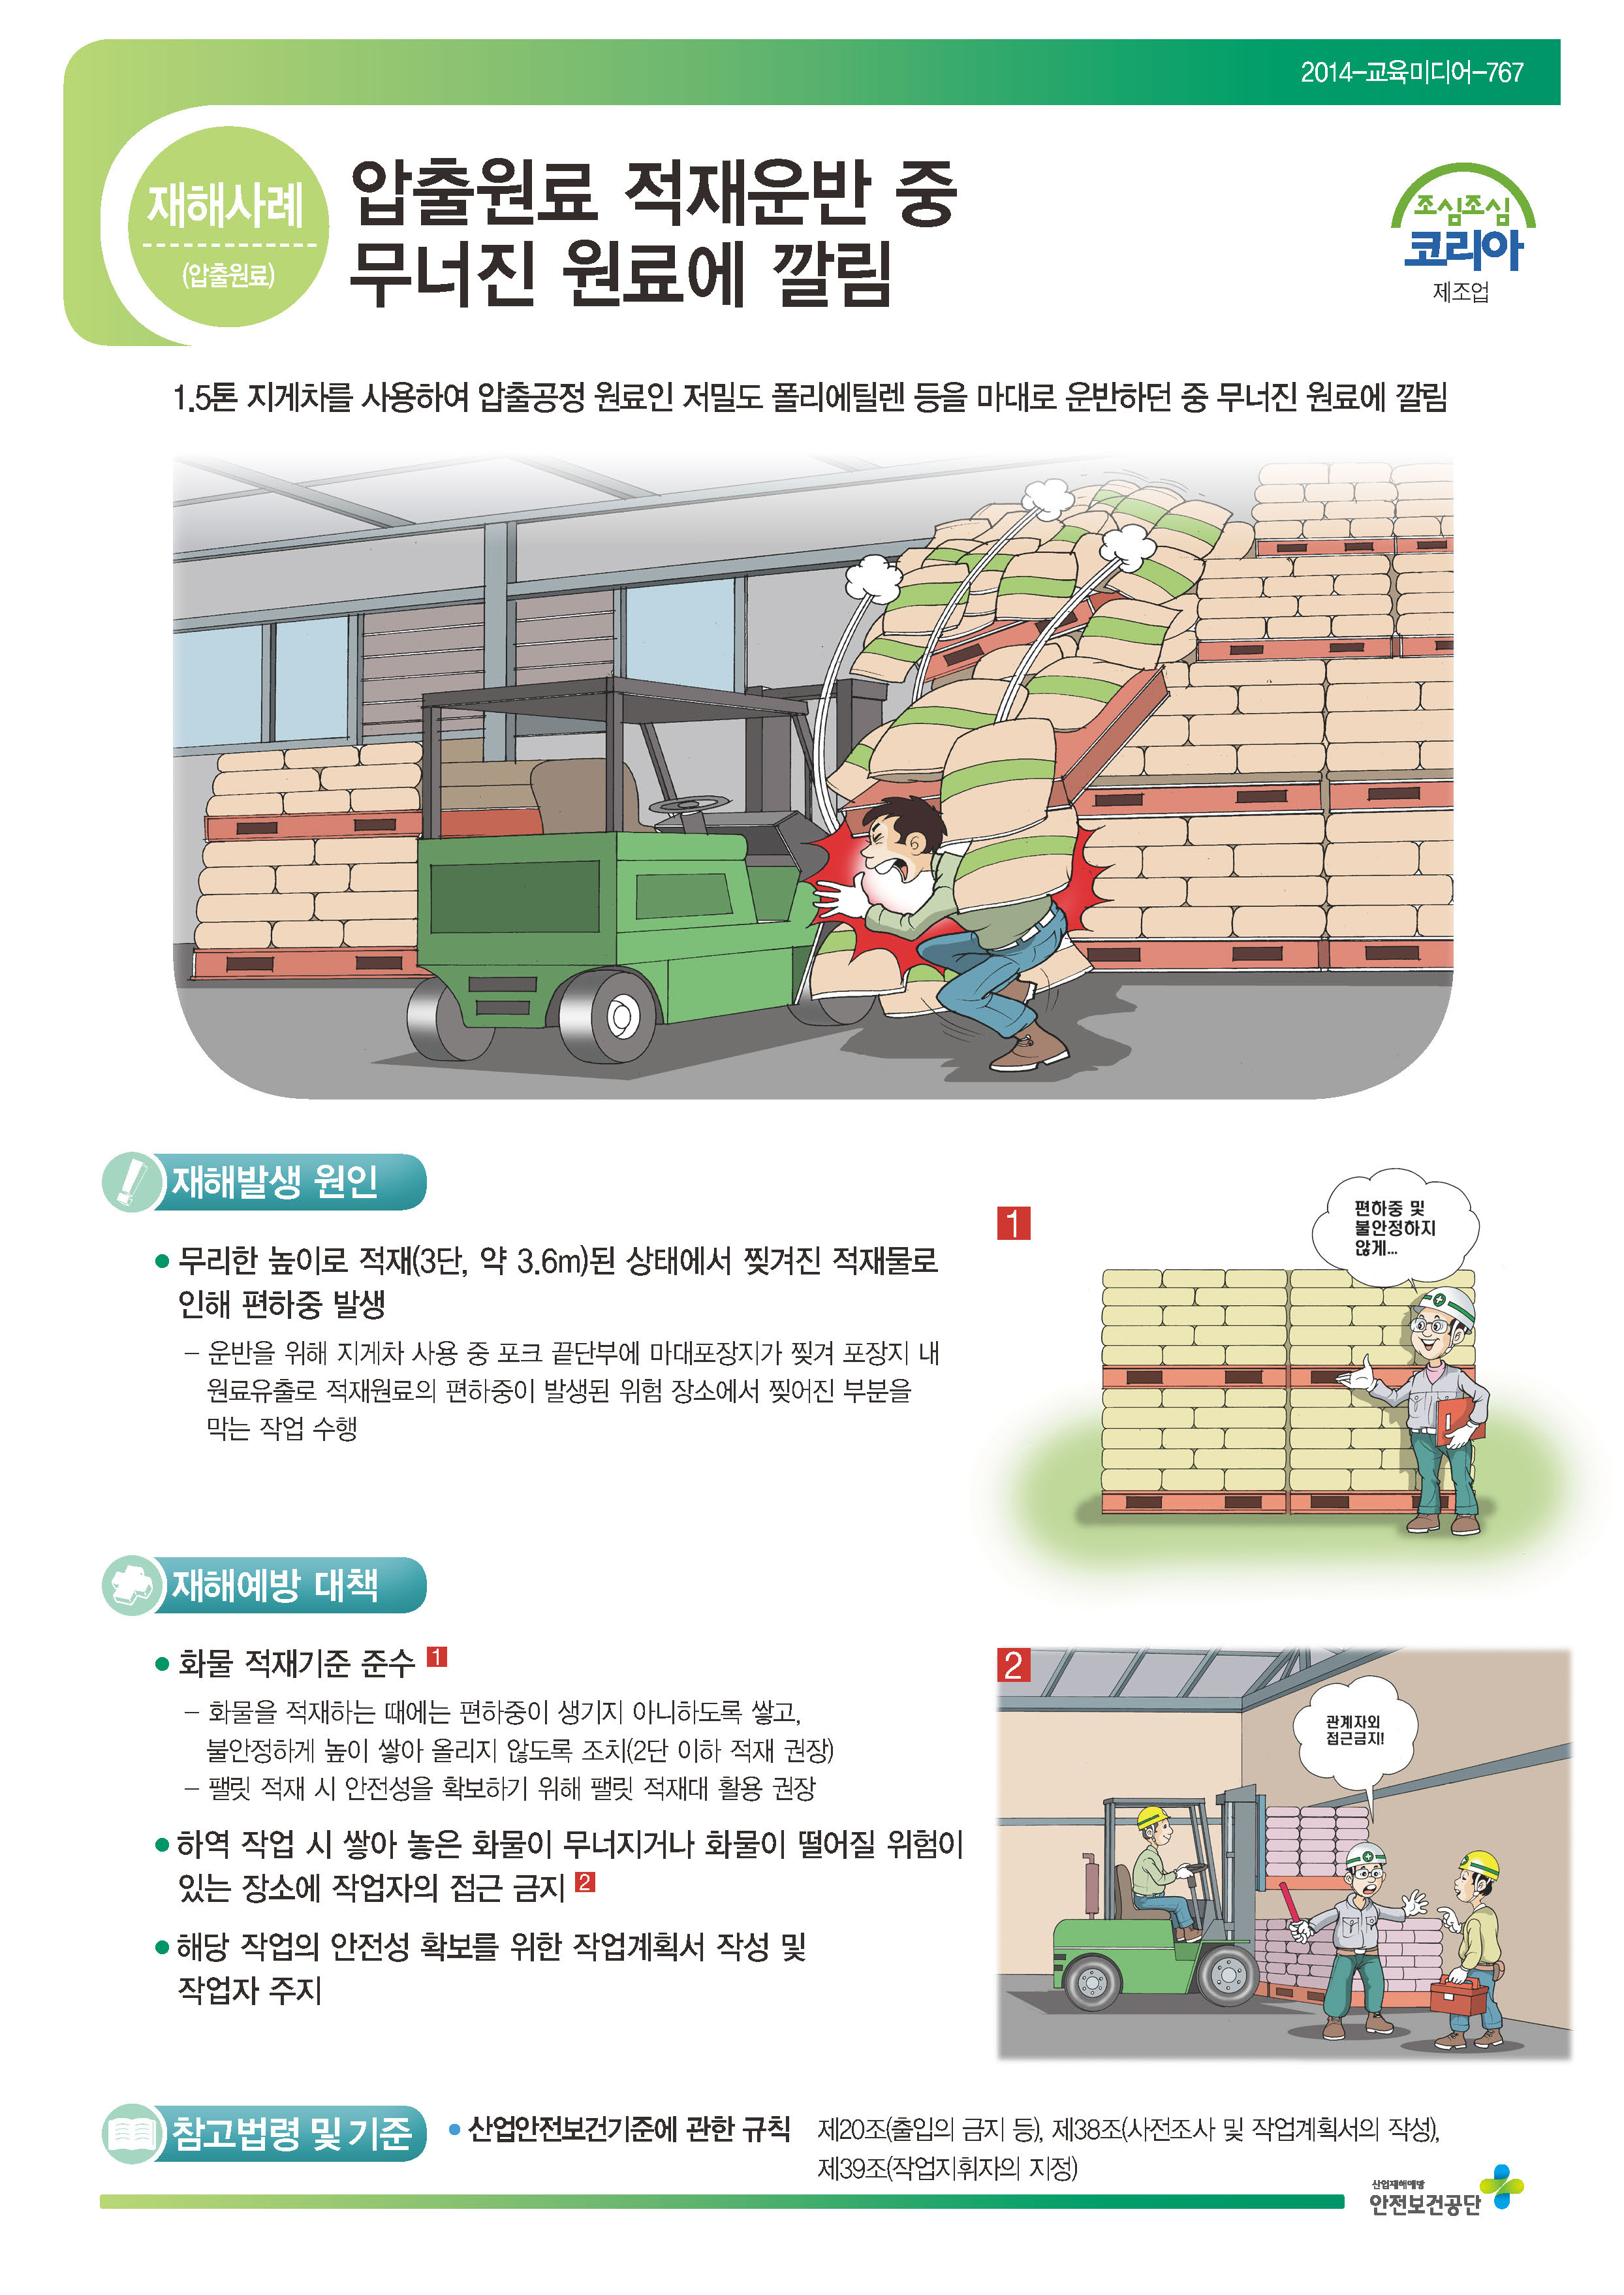 2014-교육미디어-767
재해사례
(압출원료)
압출원료 적재운반 중
무너진 원료에 깔림
조심조심
코리아
제조업
1.5톤 지게차를 사용하여 압출공정 원료인 저밀도 폴리에틸렌 등을 마대로 운반하던 중 무너진 원료에 깔림
재해발생 원인
● 무리한 높이로 적재(3단, 약 3.6m)된 상태에서 찢겨진 적재물로
인해 편하중 발생
– 운반을 위해 지게차 사용 중 포크 끝단부에 마대포장지가 찢겨 포장지 내
원료유출로 적재원료의 편하중이 발생된 위험 장소에서 찢어진 부분을
막는 작업 수행
1
편하중 및
불안정하지
않게...
재해예방 대책
● 화물 적재기준 준수 1
– 화물을 적재하는 때에는 편하중이 생기지 아니하도록 쌓고,
불안정하게 높이 쌓아 올리지 않도록 조치(2단 이하 적재 권장)
– 팰릿 적재 시 안전성을 확보하기 위해 팰릿 적재대 활용 권장
● 하역 작업 시 쌓아 놓은 화물이 무너지거나 화물이 떨어질 위험이
있는 장소에 작업자의 접근 금지 2
● 해당 작업의 안전성 확보를 위한 작업계획서 작성 및
작업자 주지
2
관계자외
접근금지!
참고법령 및 기준
● 산업안전보건기준에 관한 규칙 제20조(출입의 금지 등), 제38조(사전조사 및 작업계획서의 작성),
제39조(작업지휘자의 지정)
산업재해예방
안전보건공단